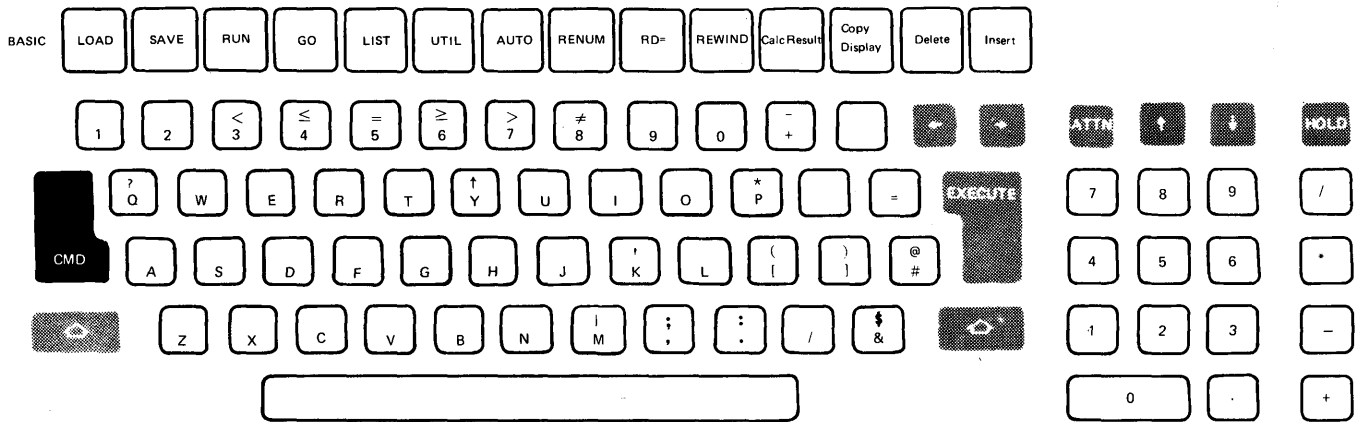 BASIC LOAD SAVE RUN GO LIST UTIL AUTO RENUM RD= REWIND Calc Result Copy Display Delete Insert
1 2 < 3 ≤ 4 = 5 ≥ 6 > 7 ≠ 8 9 0 - + ← → ATTN ↑ ↓ HOLD
? Q W E R T ↑ Y U I O * P = EXECUTE 7 8 9 /
CMD A S D F G H J ' K L ( [ ) ] @ # 4 5 6 *
Z X C V B N | M ; , : . / $ & 1 2 3 –
0 . +